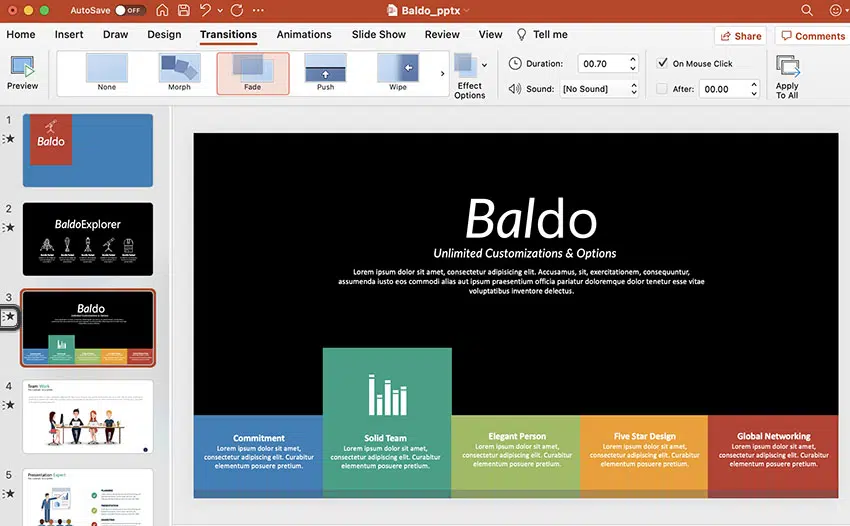 AutoSave OFF
Baldo_pptx
Home Insert Draw Design Transitions Animations Slide Show Review View Tell me
Share Comments
Preview
None Morph Fade Push Wipe
Effect
Options
Duration: 00.70
Sound: [No Sound]
On Mouse Click
After: 00.00
Apply
To All
1
Baldo
2
BaldoExplorer
3
Baldo
4
Team Work
5
Presentation Expert
Baldo
Unlimited Customizations & Options
Lorem ipsum dolor sit amet, consectetur adipisicing elit. Accusamus, sit, exercitationem, consequuntur,
assumenda iusto eos commodi alias aut ipsum praesentium officia pariatur doloremque dolor tenetur esse vitae
voluptatibus inventore delectus.
Commitment
Lorem ipsum dolor sit amet,
consectetur adipiscing elit. Curabitur
elementum posuere pretium.
Solid Team
Lorem ipsum dolor sit amet,
consectetur adipiscing elit. Curabitur
elementum posuere pretium.
Elegant Person
Lorem ipsum dolor sit amet,
consectetur adipiscing elit. Curabitur
elementum posuere pretium.
Five Star Design
Lorem ipsum dolor sit amet,
consectetur adipiscing elit. Curabitur
elementum posuere pretium.
Global Networking
Lorem ipsum dolor sit amet,
consectetur adipiscing elit. Curabitur
elementum posuere pretium.